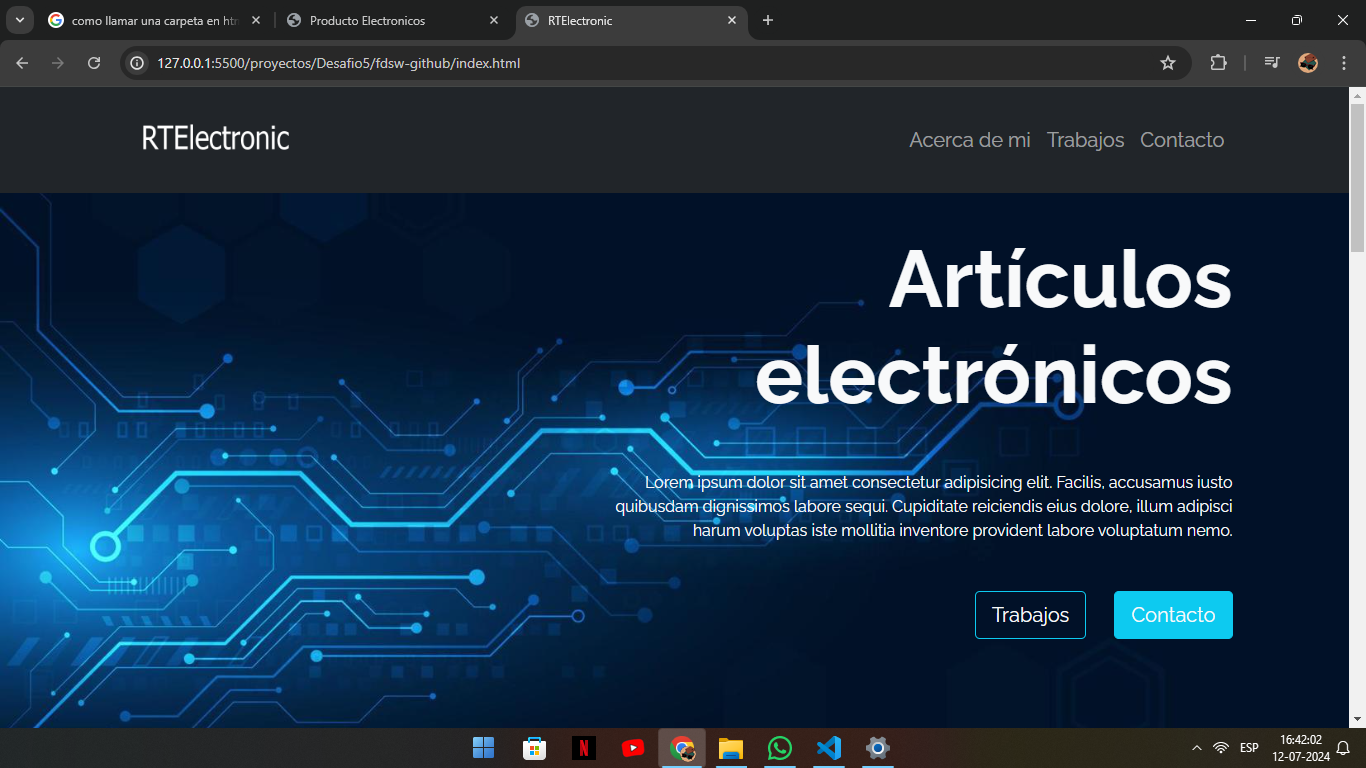 como llamar una carpeta en htm
Producto Electronicos
RTElectronic
127.0.0.1:5500/proyectos/Desafio5/fdsw-github/index.html
RTElectronic
Acerca de mi Trabajos Contacto
Artículos
electrónicos
Lorem ipsum dolor sit amet consectetur adipisicing elit. Facilis, accusamus iusto
quibusdam dignissimos labore sequi. Cupiditate reiciendis eius dolore, illum adipisci
harum voluptas iste mollitia inventore provident labore voluptatum nemo.
Trabajos Contacto
ESP
16:42:02
12-07-2024